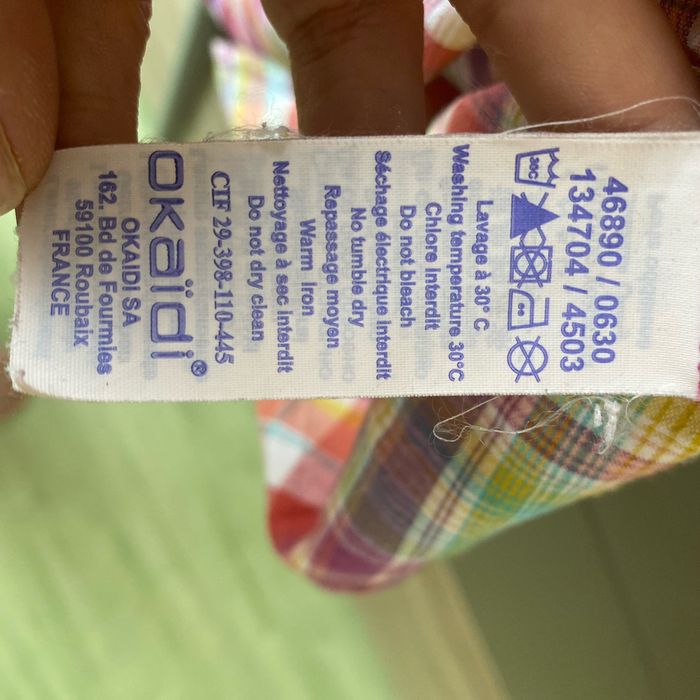 46890 / 0630
134704 / 4503
30C
Lavage à 30° C
Washing temperature 30°C
Chlore interdit
Do not bleach
Séchage électrique interdit
No tumble dry
Repassage moyen
Warm Iron
Nettoyage à sec interdit
Do not dry clean
CIF 29-398-110-445
OKaïdi®
OKAIDI SA
162, Bd de Fourmies
59100 Roubaix
FRANCE